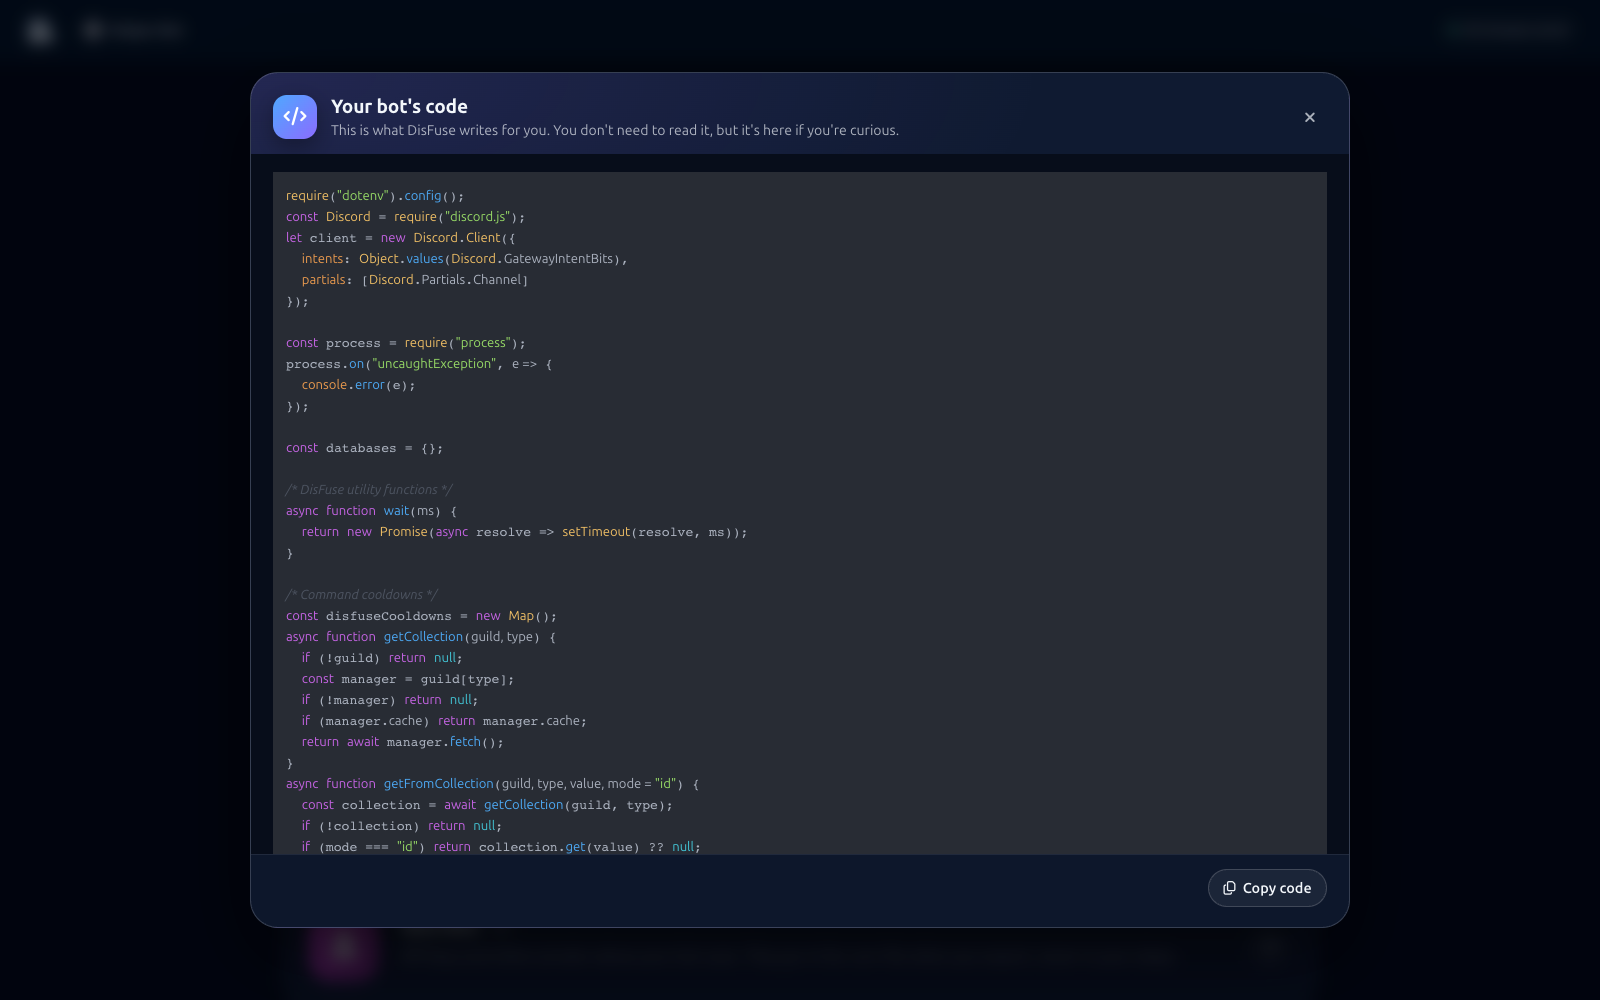 Your bot's code
This is what DisFuse writes for you. You don't need to read it, but it's here if you're curious.
require("dotenv").config();
const Discord = require("discord.js");
let client = new Discord.Client({
  intents: Object.values(Discord.GatewayIntentBits),
  partials: [Discord.Partials.Channel]
});

const process = require("process");
process.on("uncaughtException", e => {
  console.error(e);
});

const databases = {};

/* DisFuse utility functions */
async function wait(ms) {
  return new Promise(async resolve => setTimeout(resolve, ms));
}

/* Command cooldowns */
const disfuseCooldowns = new Map();
async function getCollection(guild, type) {
  if (!guild) return null;
  const manager = guild[type];
  if (!manager) return null;
  if (manager.cache) return manager.cache;
  return await manager.fetch();
}
async function getFromCollection(guild, type, value, mode = "id") {
  const collection = await getCollection(guild, type);
  if (!collection) return null;
  if (mode === "id") return collection.get(value) ?? null;
Copy code